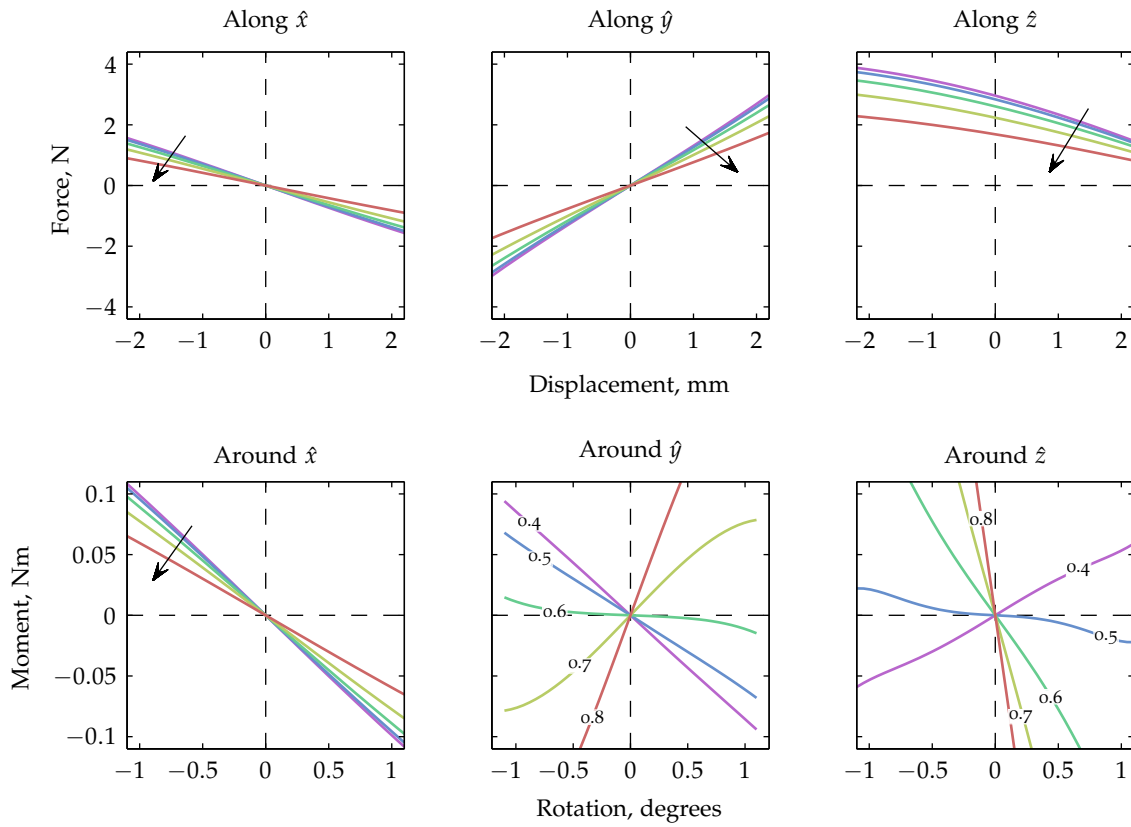 Along x̂
Along ŷ
Along ẑ
Force, N
4
2
0
−2
−4
−2 −1 0 1 2
−2 −1 0 1 2
−2 −1 0 1 2
Displacement, mm
Around x̂
Around ŷ
Around ẑ
Moment, Nm
0.1
0.05
0
−0.05
−0.1
0.4
0.5
0.6
0.7
0.8
0.8
0.4
0.5
0.6
0.7
−1 −0.5 0 0.5 1
−1 −0.5 0 0.5 1
−1 −0.5 0 0.5 1
Rotation, degrees